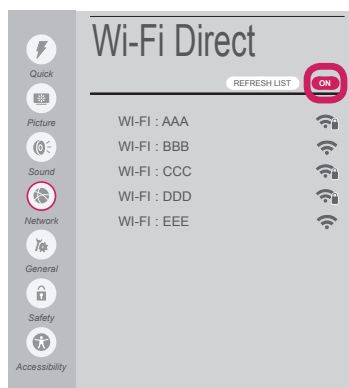 Wi-Fi Direct
REFRESH LIST ON
Quick
Picture
Sound
Network
General
Safety
Accessibility
WI-FI : AAA
WI-FI : BBB
WI-FI : CCC
WI-FI : DDD
WI-FI : EEE